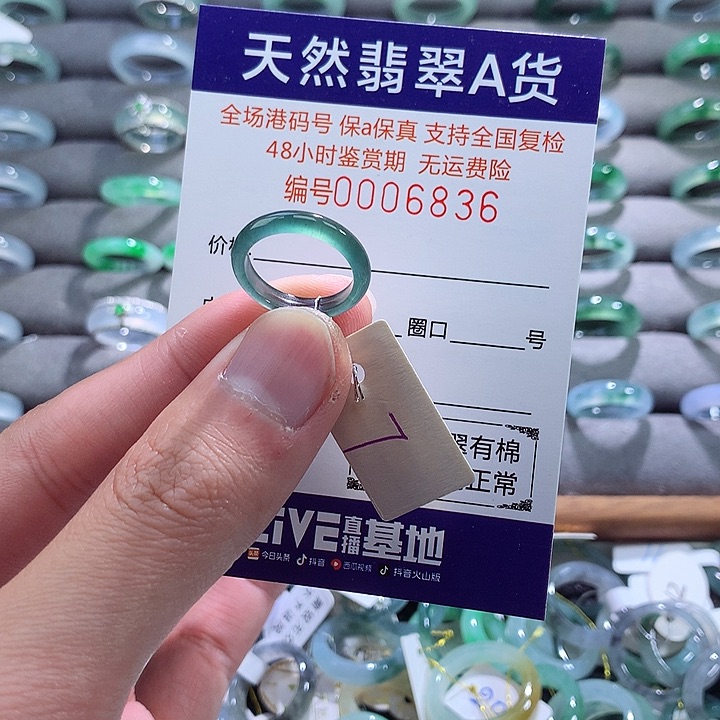 天然翡翠A货
全场港码号 保a保真 支持全国复检
48小时鉴赏期 无运费险
编号0006836
价
圈口 号
有棉
正常
LiVE直播基地
今日头条 抖音 西瓜视频 抖音火山版